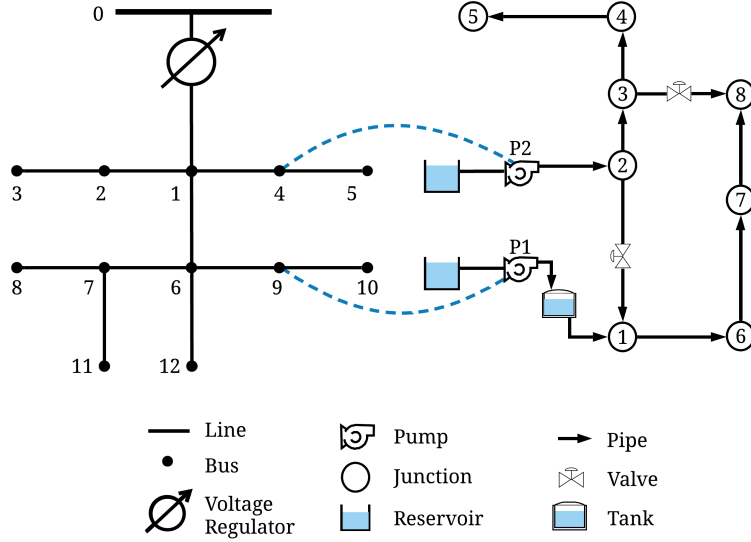 0
5
4
3
8
P2
2
3
2
1
4
5
7
P1
8
7
6
9
10
1
6
11
12
Line
Pump
Pipe
Bus
Junction
Valve
Voltage
Regulator
Reservoir
Tank